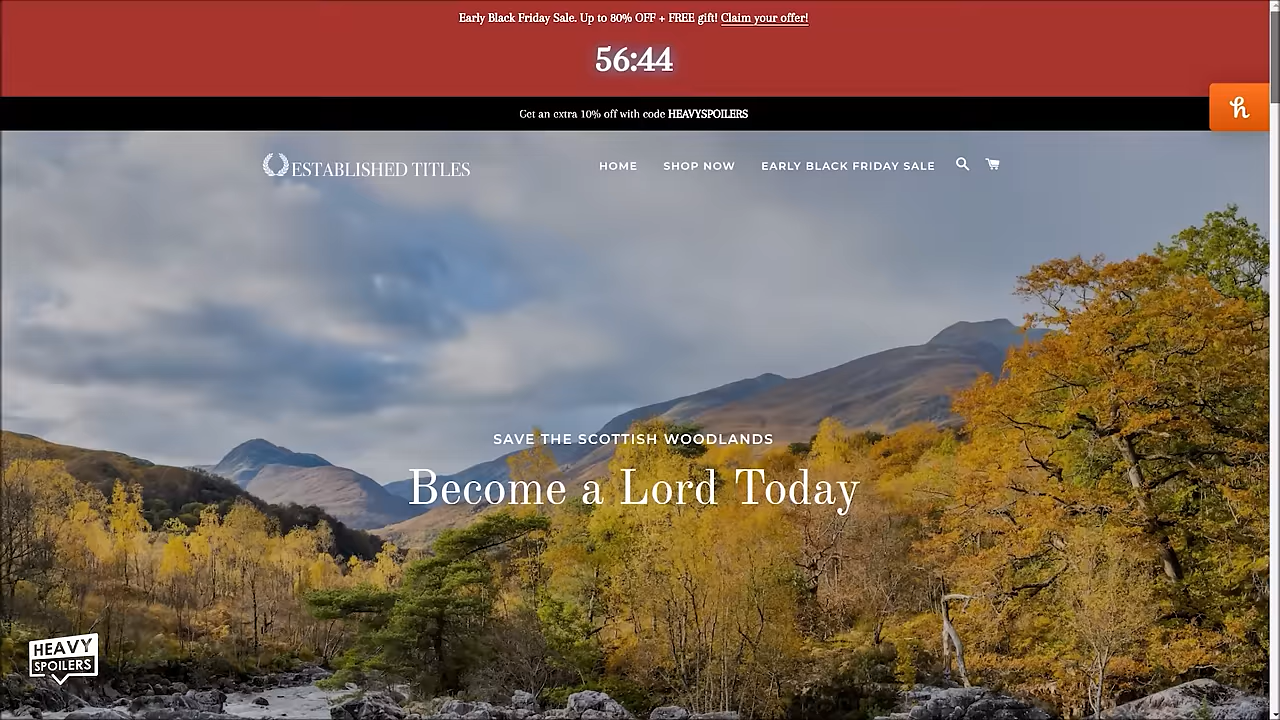 Early Black Friday Sale. Up to 80% OFF + FREE gift! Claim your offer!
56:44
Get an extra 10% off with code HEAVYSPOILERS
ESTABLISHED TITLES
HOME SHOP NOW EARLY BLACK FRIDAY SALE
h
SAVE THE SCOTTISH WOODLANDS
Become a Lord Today
HEAVY
SPOILERS